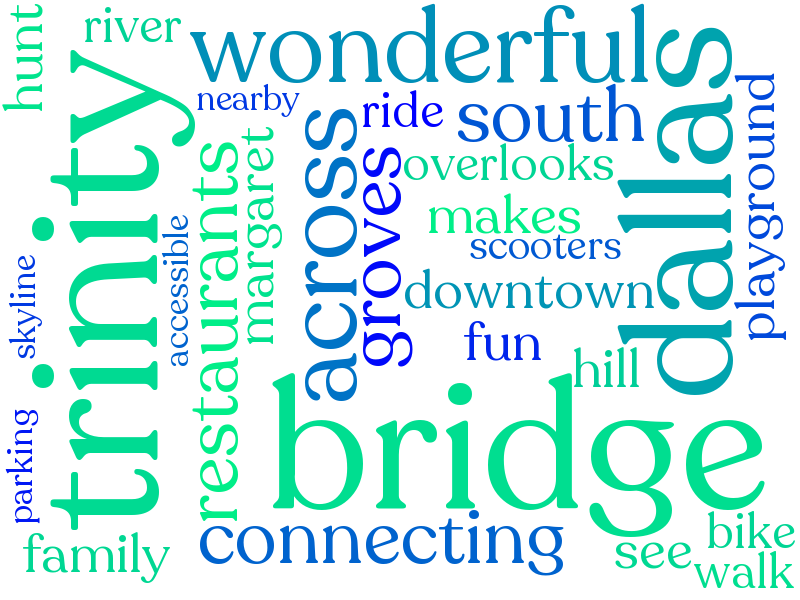 hunt
river
wonderful
trinity
nearby
across
ride
south
dallas
playground
restaurants
margaret
groves
overlooks
makes
scooters
accessible
skyline
downtown
fun
hill
bridge
parking
connecting
family
see
bike
walk